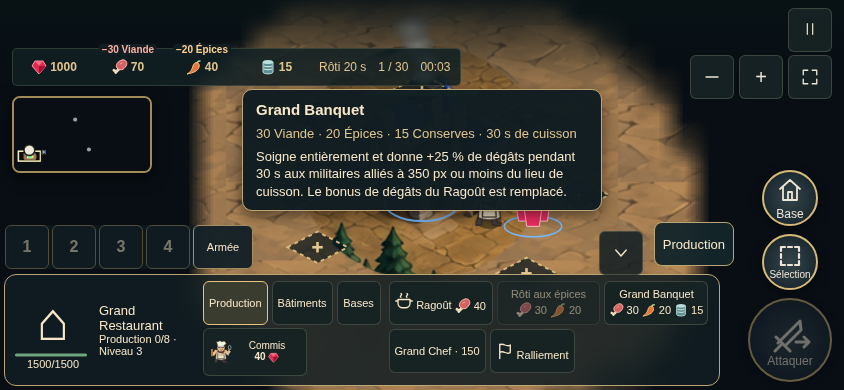 −30 Viande −20 Épices
1000 70 40 15 Rôti 20 s 1 / 30 00:03
Grand Banquet
30 Viande · 20 Épices · 15 Conserves · 30 s de cuisson
Soigne entièrement et donne +25 % de dégâts pendant
30 s aux militaires alliés à 350 px ou moins du lieu de
cuisson. Le bonus de dégâts du Ragoût est remplacé.
Base
1 2 3 4 Armée
Production
Sélection
Grand
Restaurant
Production 0/8 ·
Niveau 3
1500/1500
Production Bâtiments Bases
Ragoût 40
Rôti aux épices
30 20
Grand Banquet
30 20 15
Commis
40
Grand Chef · 150
Ralliement
Attaquer